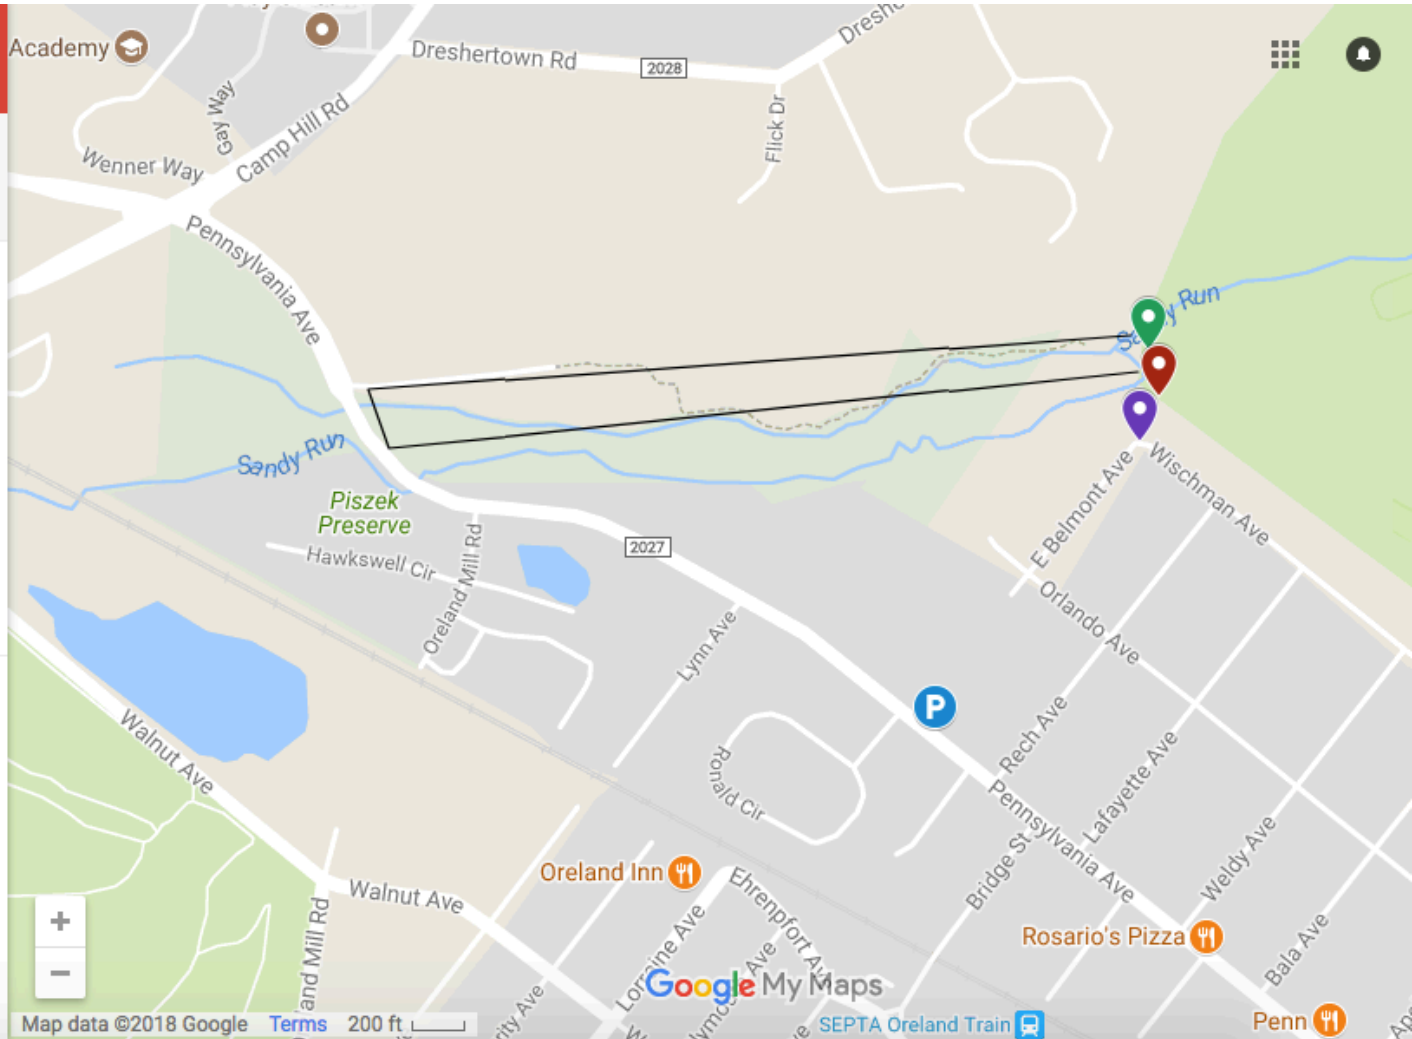 Academy
Dreshertown Rd
2028
Gay Way
Camp Hill Rd
Flick Dr
Wenner Way
Pennsylvania Ave
Sandy Run
Piszek
Preserve
2027
Hawkswell Cir
Oreland Mill Rd
Wischman Ave
E Belmont Ave
Orlando Ave
Lynn Ave
P
Walnut Ave
Ronald Cir
Rech Ave
Lafayette Ave
Pennsylvania Ave
Bridge St
Weldy Ave
Oreland Inn
Ehrenpfort Ave
Walnut Ave
Lorraine Ave
Rosario's Pizza
Bala Ave
+
−
Google My Maps
Map data ©2018 Google Terms 200 ft
SEPTA Oreland Train
Penn